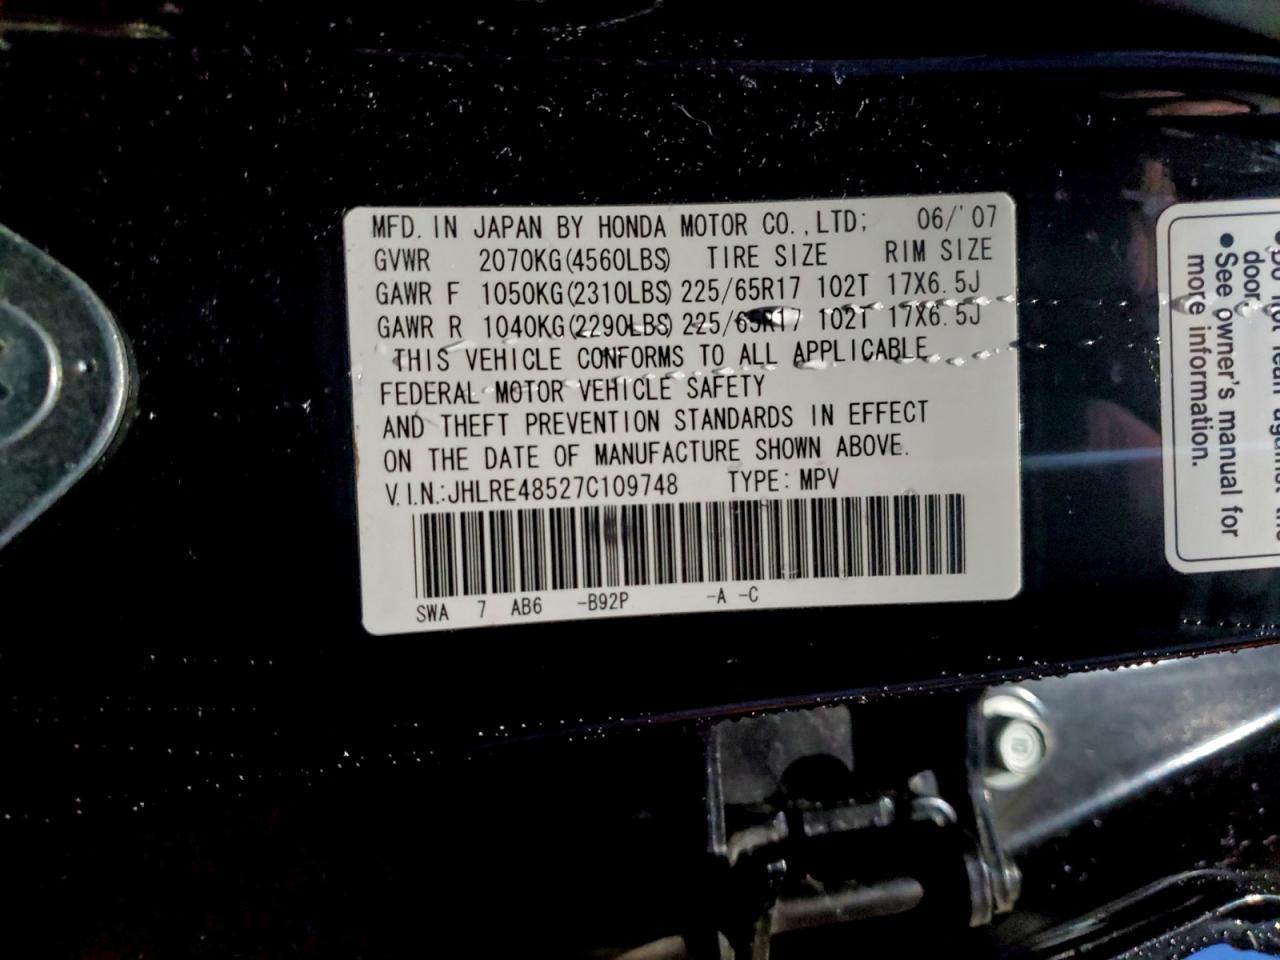 MFD. IN JAPAN BY HONDA MOTOR CO.,LTD; 06/'07
GVWR 2070KG(4560LBS) TIRE SIZE RIM SIZE
GAWR F 1050KG(2310LBS) 225/65R17 102T 17X6.5J
GAWR R 1040KG(2290LBS) 225/65R17 102T 17X6.5J
THIS VEHICLE CONFORMS TO ALL APPLICABLE
FEDERAL MOTOR VEHICLE SAFETY
AND THEFT PREVENTION STANDARDS IN EFFECT
ON THE DATE OF MANUFACTURE SHOWN ABOVE.
V.I.N.:JHLRE48527C109748 TYPE: MPV
SWA 7 AB6 -B92P -A -C
door.
● See owner's manual for
more information.